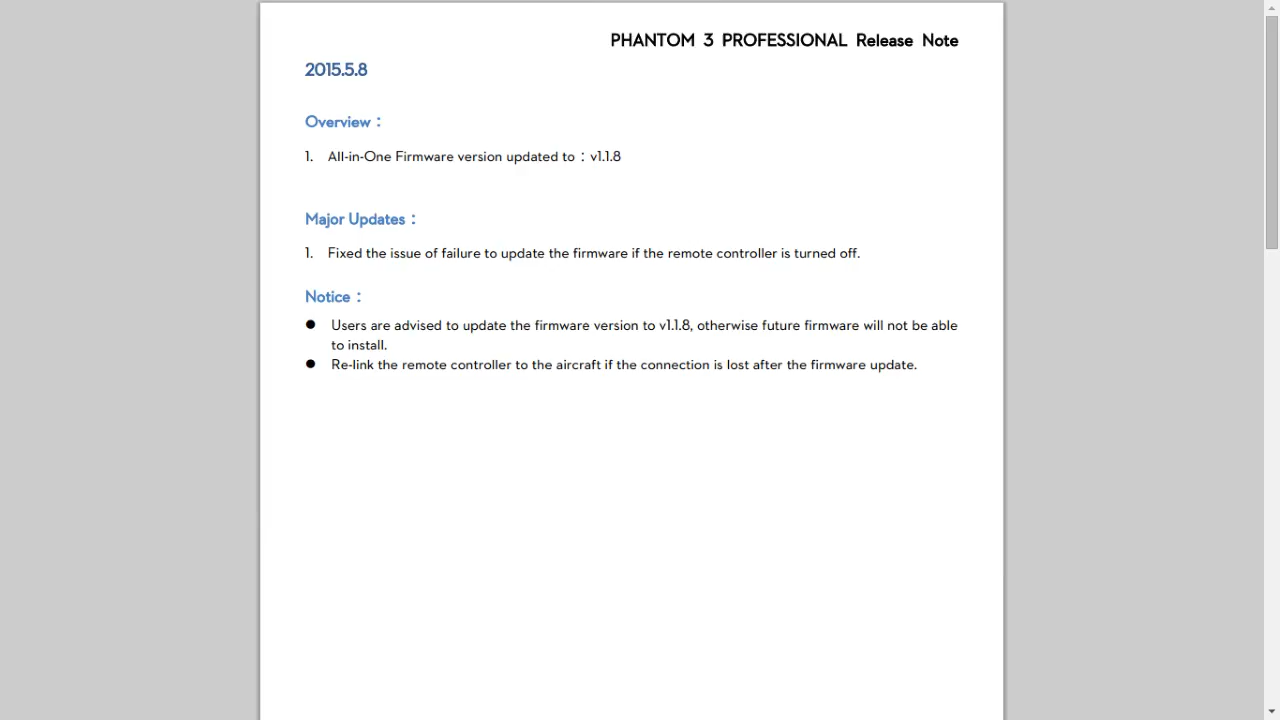 PHANTOM 3 PROFESSIONAL Release Note
2015.5.8
Overview：
1. All-in-One Firmware version updated to：v1.1.8
Major Updates：
1. Fixed the issue of failure to update the firmware if the remote controller is turned off.
Notice：
● Users are advised to update the firmware version to v1.1.8, otherwise future firmware will not be able
to install.
● Re-link the remote controller to the aircraft if the connection is lost after the firmware update.